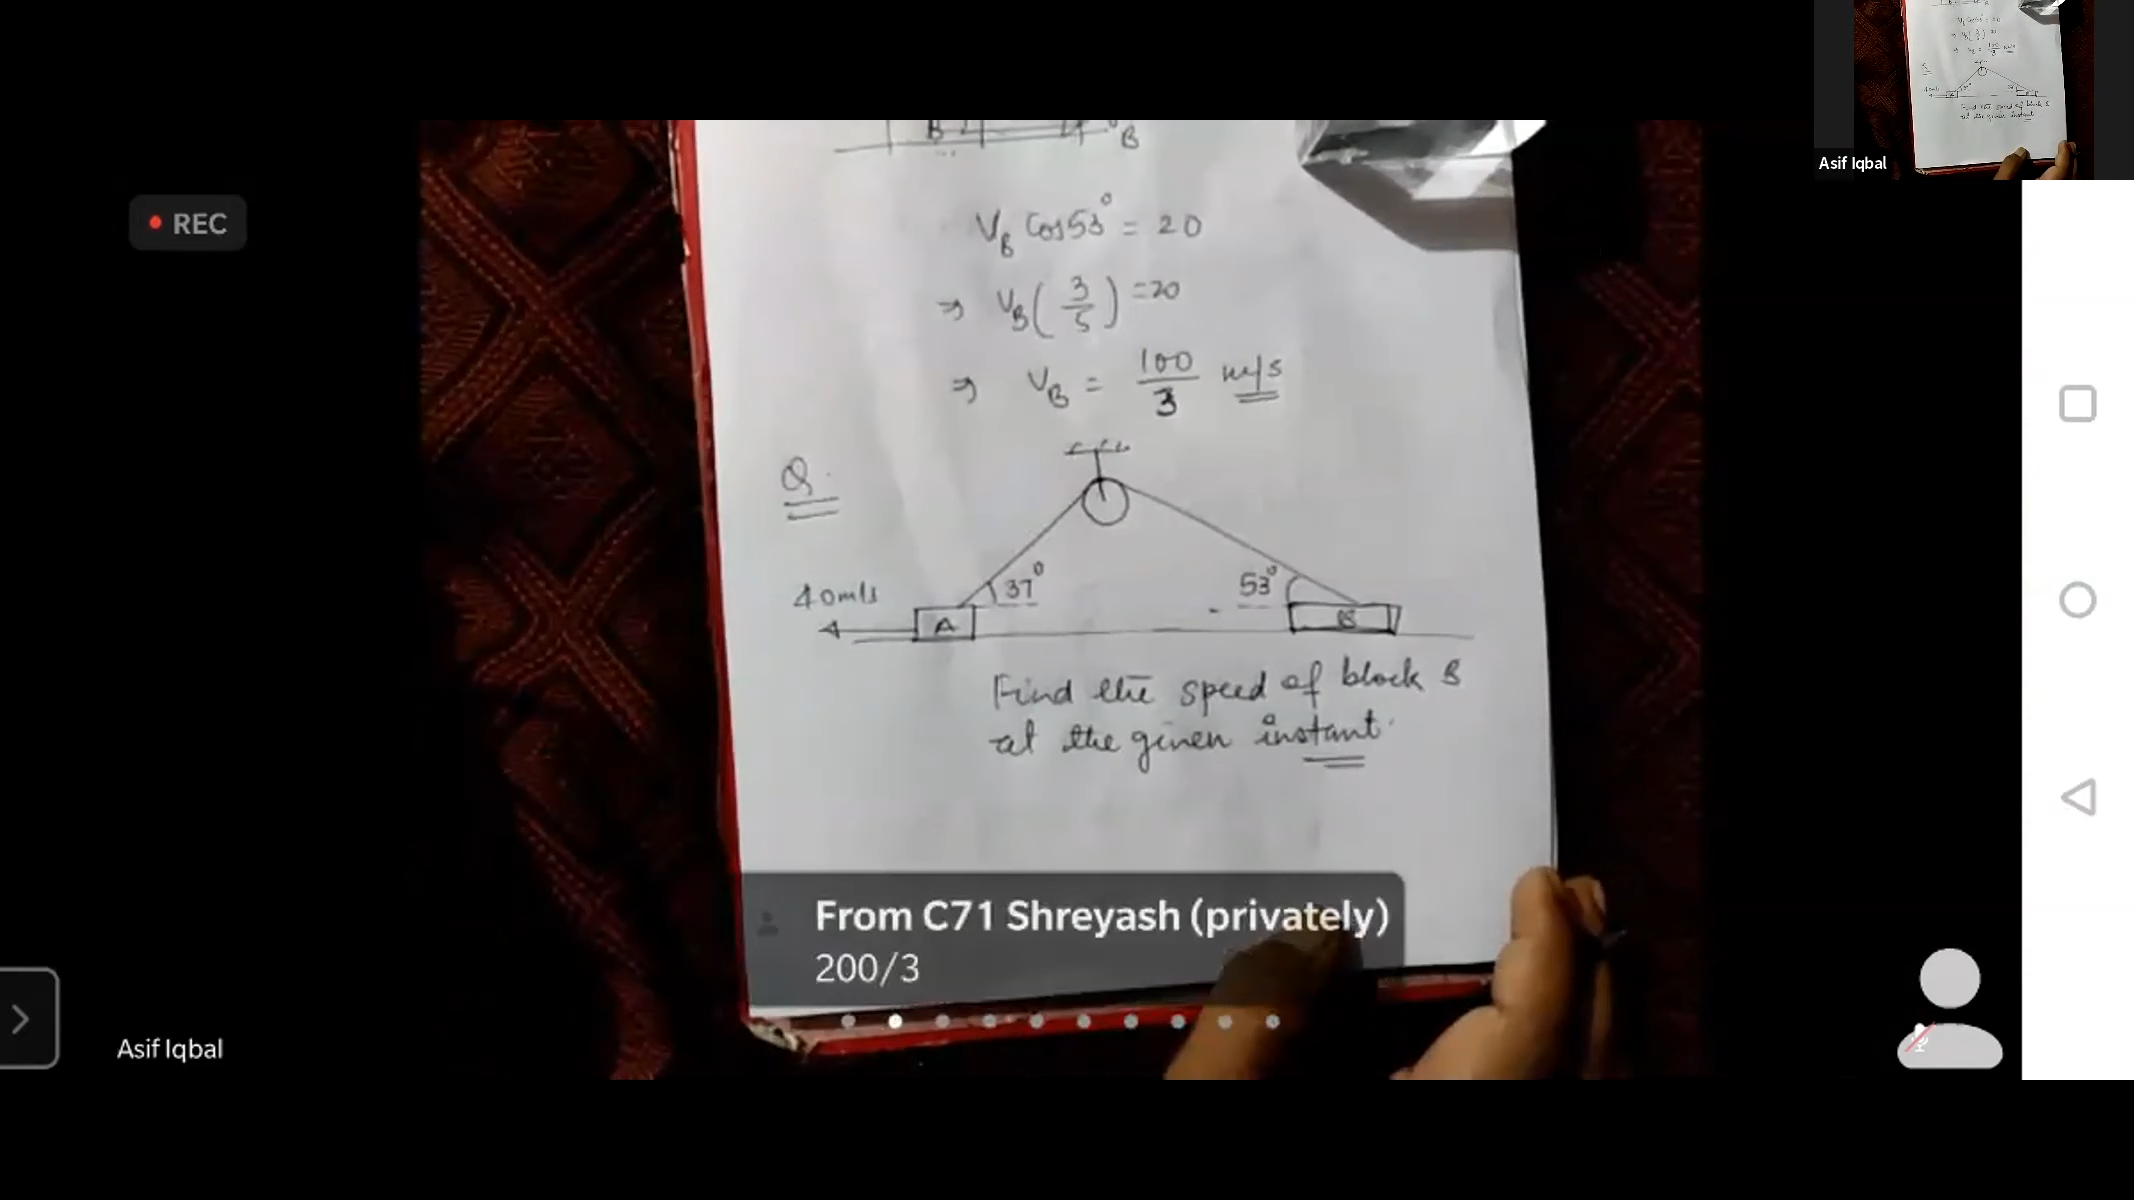 REC
Asif Iqbal
B
B
V_B Cos53° = 20
⇒ V_B (3/5) = 20
⇒ V_B = 100/3 m/s
Q.
40m/s
37°
53°
A
B
Find the speed of block B
at the given instant.
From C71 Shreyash (privately)
200/3
Asif Iqbal